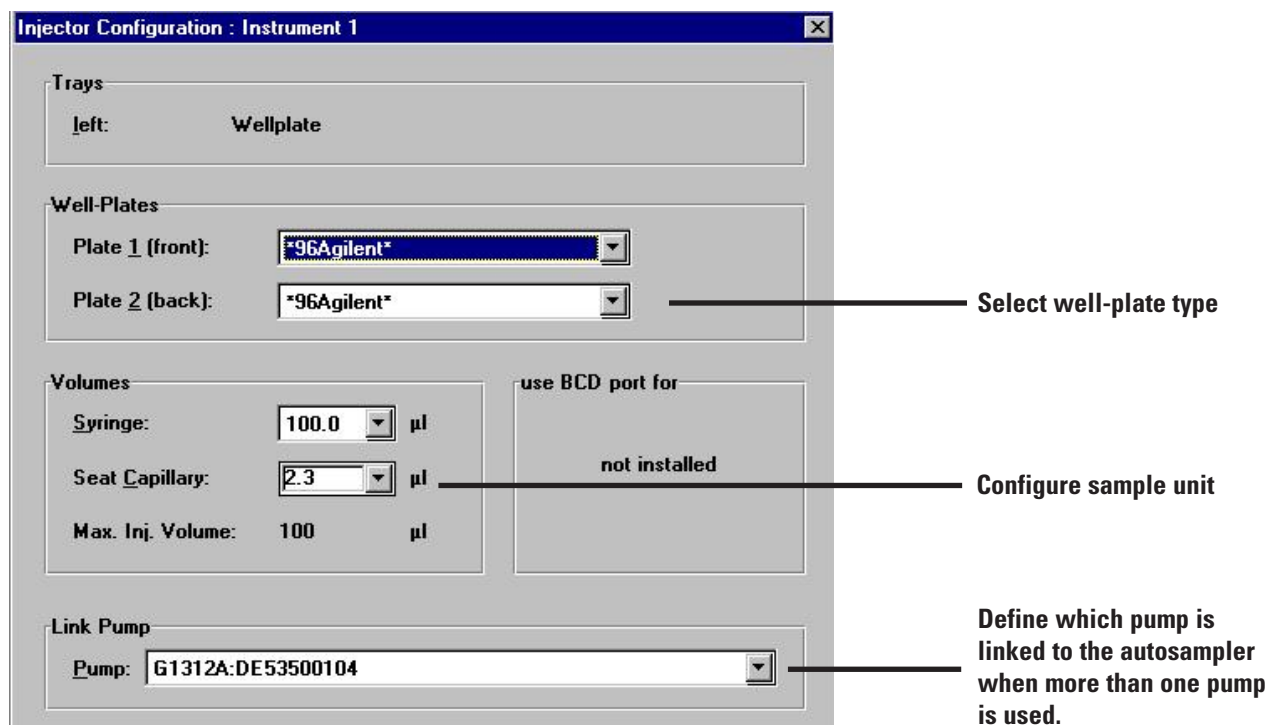 Injector Configuration : Instrument 1
Trays
left: Wellplate
Well-Plates
Plate 1 (front): *96Agilent*
Plate 2 (back): *96Agilent*
Select well-plate type
Volumes
Syringe: 100.0 µl
Seat Capillary: 2.3 µl
Max. Inj. Volume: 100 µl
use BCD port for
not installed
Configure sample unit
Link Pump
Pump: G1312A:DE53500104
Define which pump is
linked to the autosampler
when more than one pump
is used.